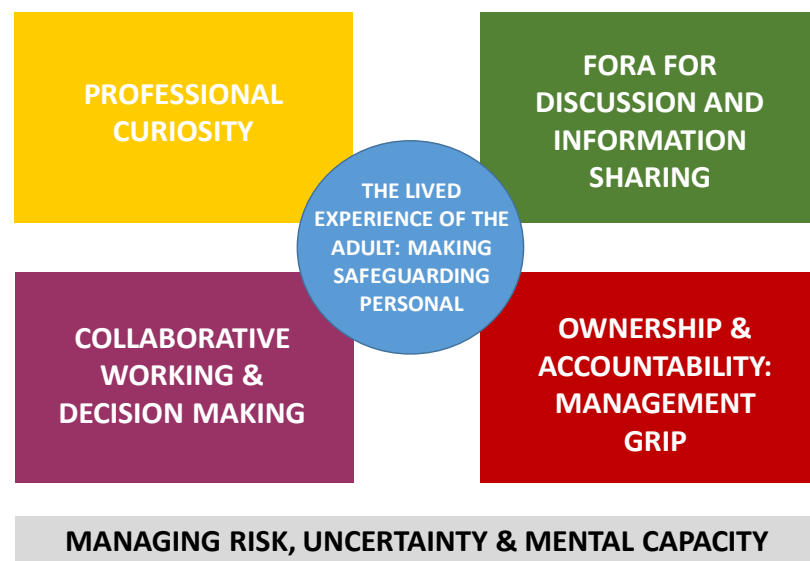 PROFESSIONAL
CURIOSITY
FORA FOR
DISCUSSION AND
INFORMATION
SHARING
THE LIVED
EXPERIENCE OF THE
ADULT: MAKING
SAFEGUARDING
PERSONAL
COLLABORATIVE
WORKING &
DECISION MAKING
OWNERSHIP &
ACCOUNTABILITY:
MANAGEMENT
GRIP
MANAGING RISK, UNCERTAINTY & MENTAL CAPACITY